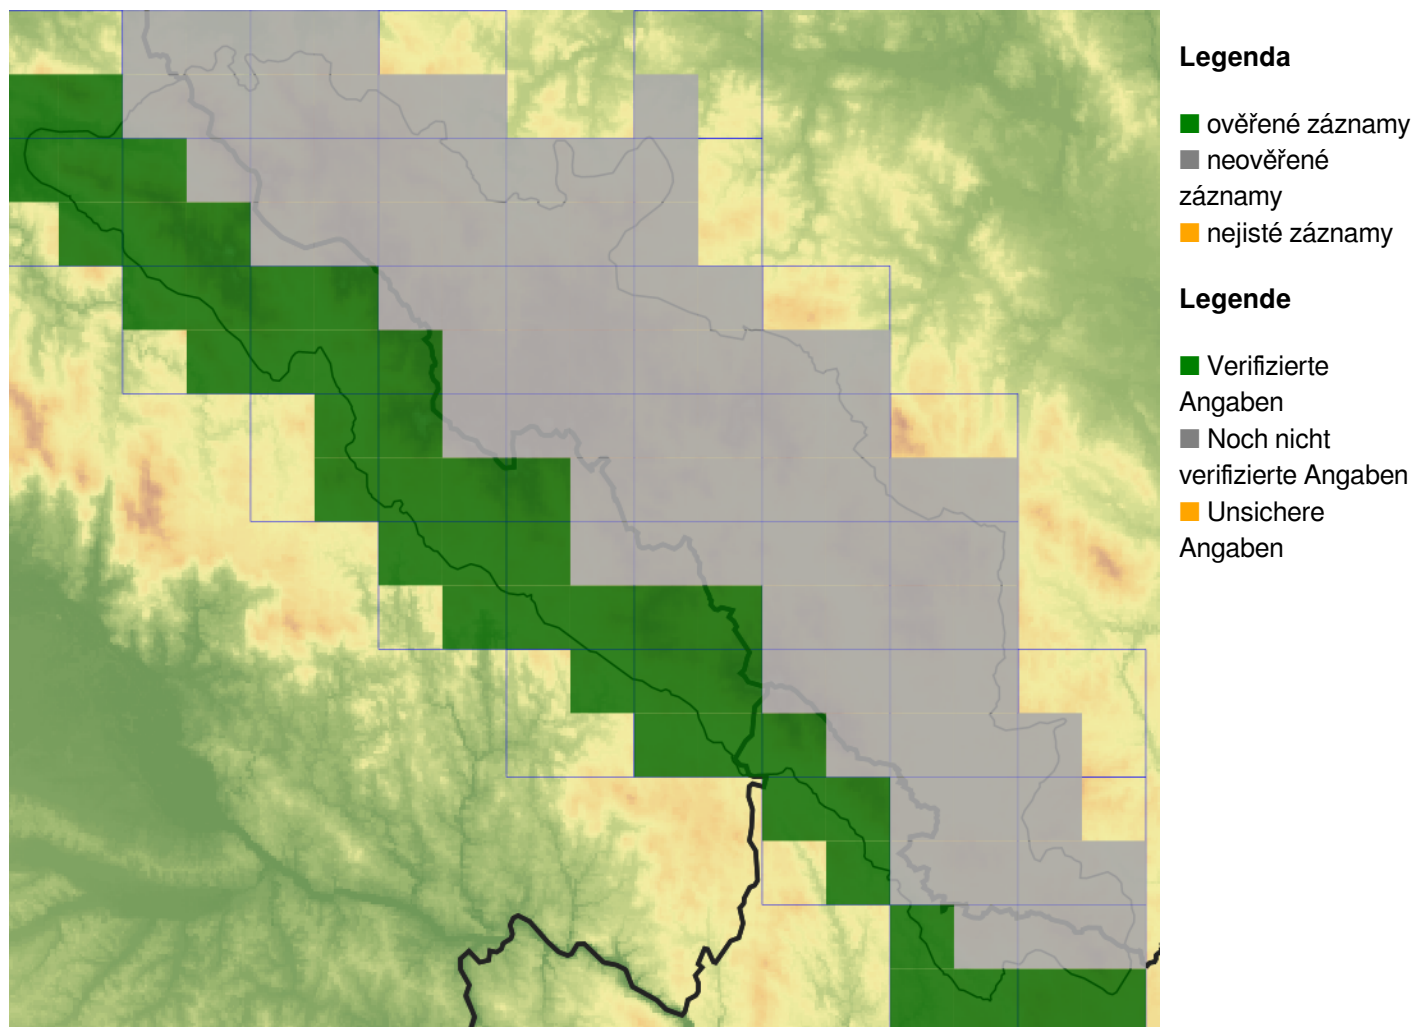 Legenda
ověřené záznamy
neověřené
záznamy
nejisté záznamy
Legende
Verifizierte
Angaben
Noch nicht
verifizierte Angaben
Unsichere
Angaben